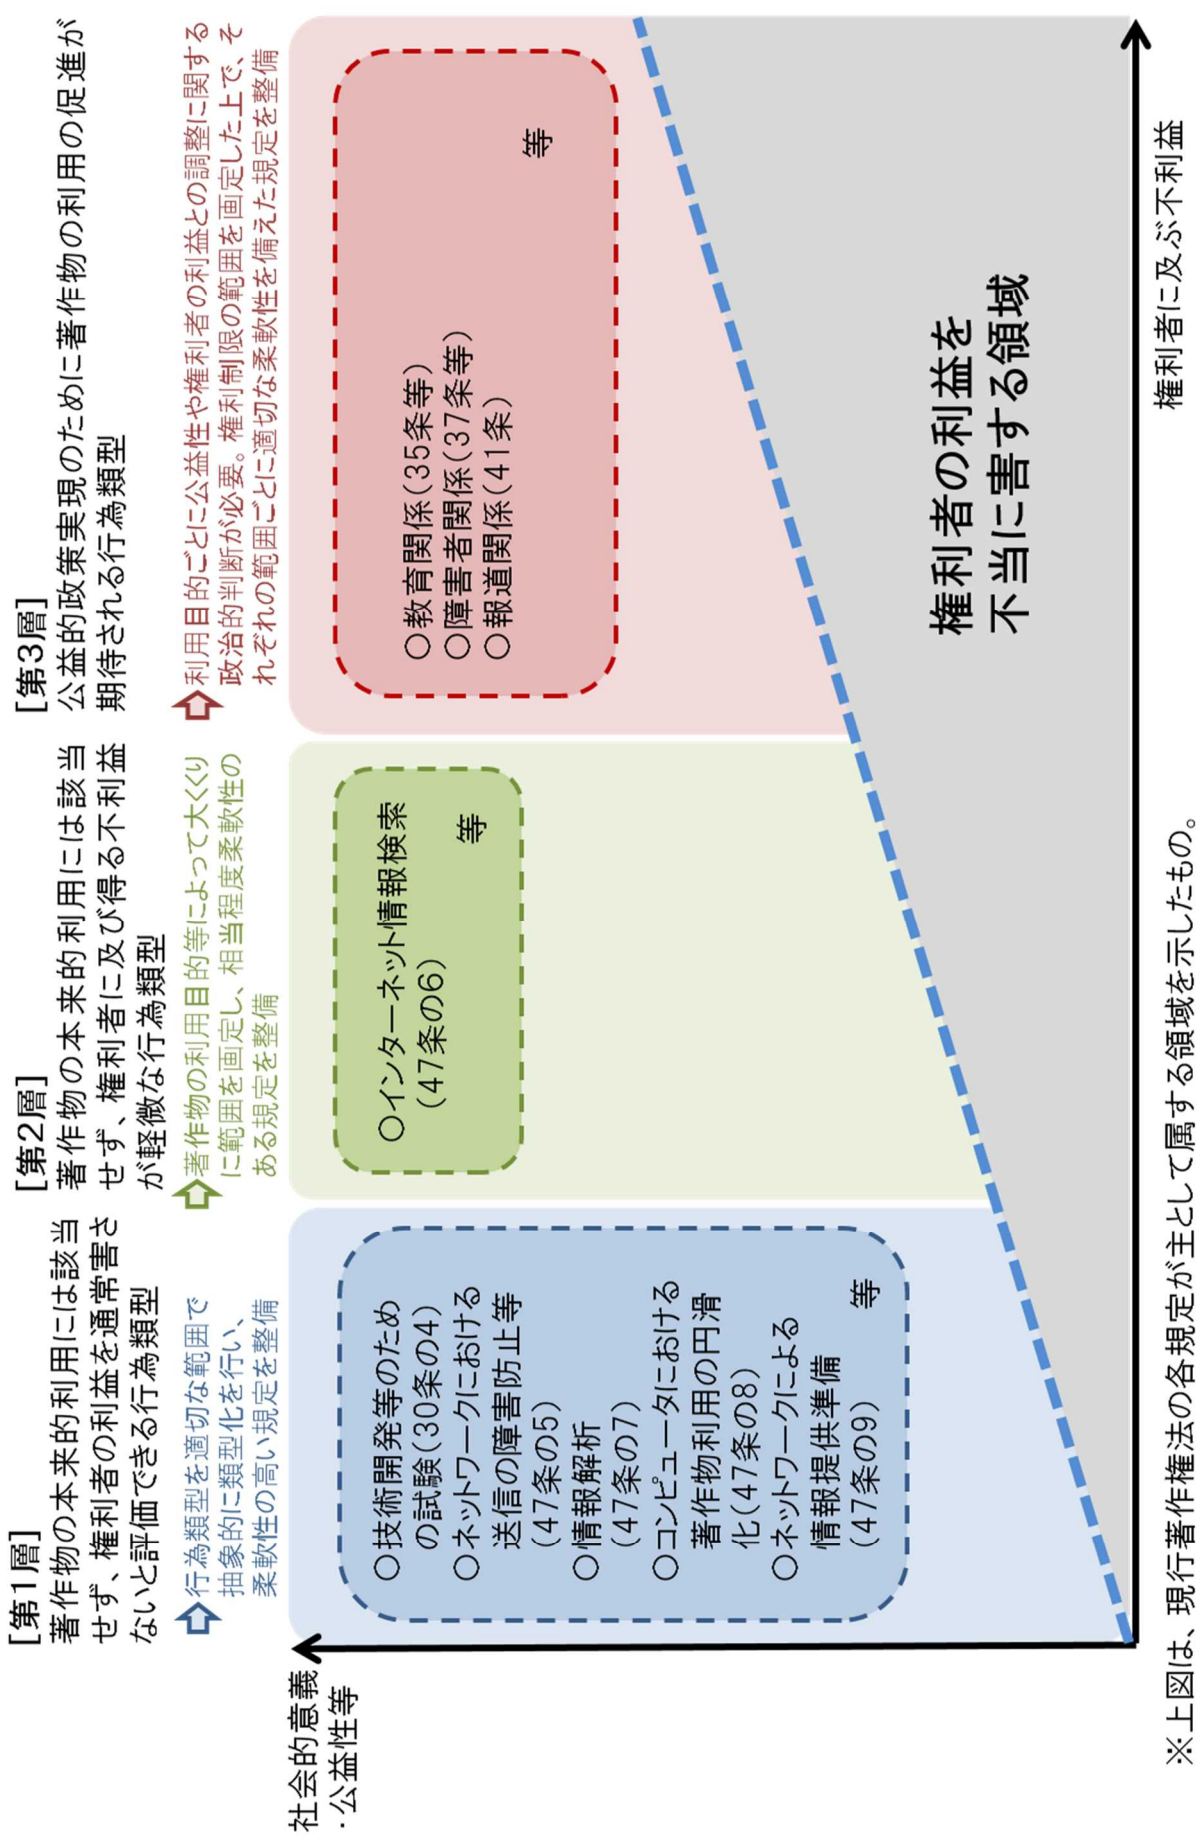 [第1層]
著作物の本来的利用には該当
せず、権利者の利益を通常害さ
ないと評価できる行為類型
行為類型を適切な範囲で
抽象的に類型化を行い、
柔軟性の高い規定を整備
[第2層]
著作物の本来的利用には該当
せず、権利者に及び得る不利益
が軽微な行為類型
著作物の利用目的等によって大くくり
に範囲を画定し、相当程度柔軟性の
ある規定を整備
[第3層]
公益的政策実現のために著作物の利用の促進が
期待される行為類型
利用目的ごとに公益性や権利者の利益との調整に関する
政治的判断が必要。権利制限の範囲を画定した上で、そ
れぞれの範囲ごとに適切な柔軟性を備えた規定を整備
社会的意義
・公益性等
○技術開発等のため
の試験(30条の4)
○ネットワークにおける
送信の障害防止等
(47条の5)
○情報解析
(47条の7)
○コンピュータにおける
著作物利用の円滑
化(47条の8)
○ネットワークによる
情報提供準備
(47条の9)
等
○インターネット情報検索
(47条の6)
等
○教育関係(35条等)
○障害者関係(37条等)
○報道関係(41条)
等
権利者の利益を
不当に害する領域
権利者に及ぶ不利益
※上図は、現行著作権法の各規定が主として属する領域を示したもの。